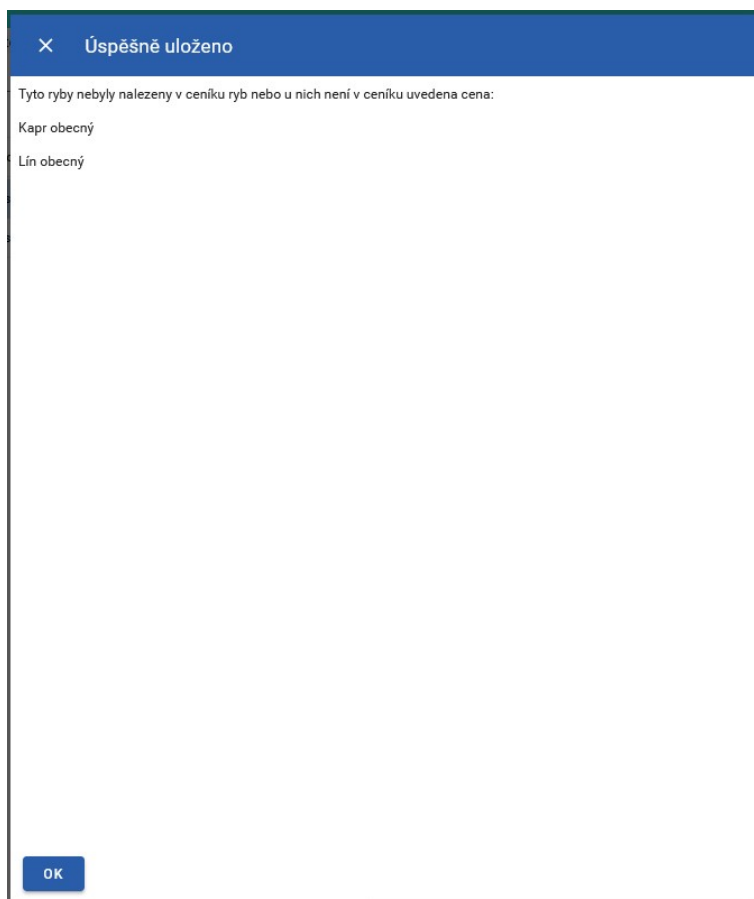 Úspěšně uloženo
Tyto ryby nebyly nalezeny v ceníku ryb nebo u nich není v ceníku uvedena cena:
Kapr obecný
Lín obecný
OK